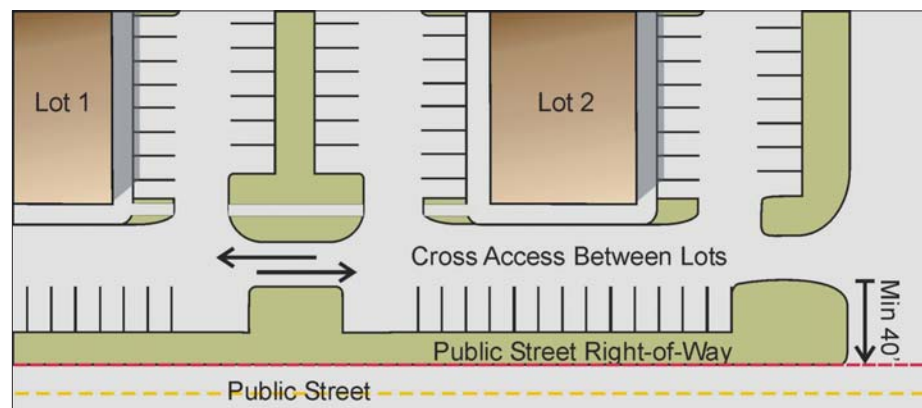 Lot 1
Lot 2
Cross Access Between Lots
Min 40'
Public Street Right-of-Way
Public Street